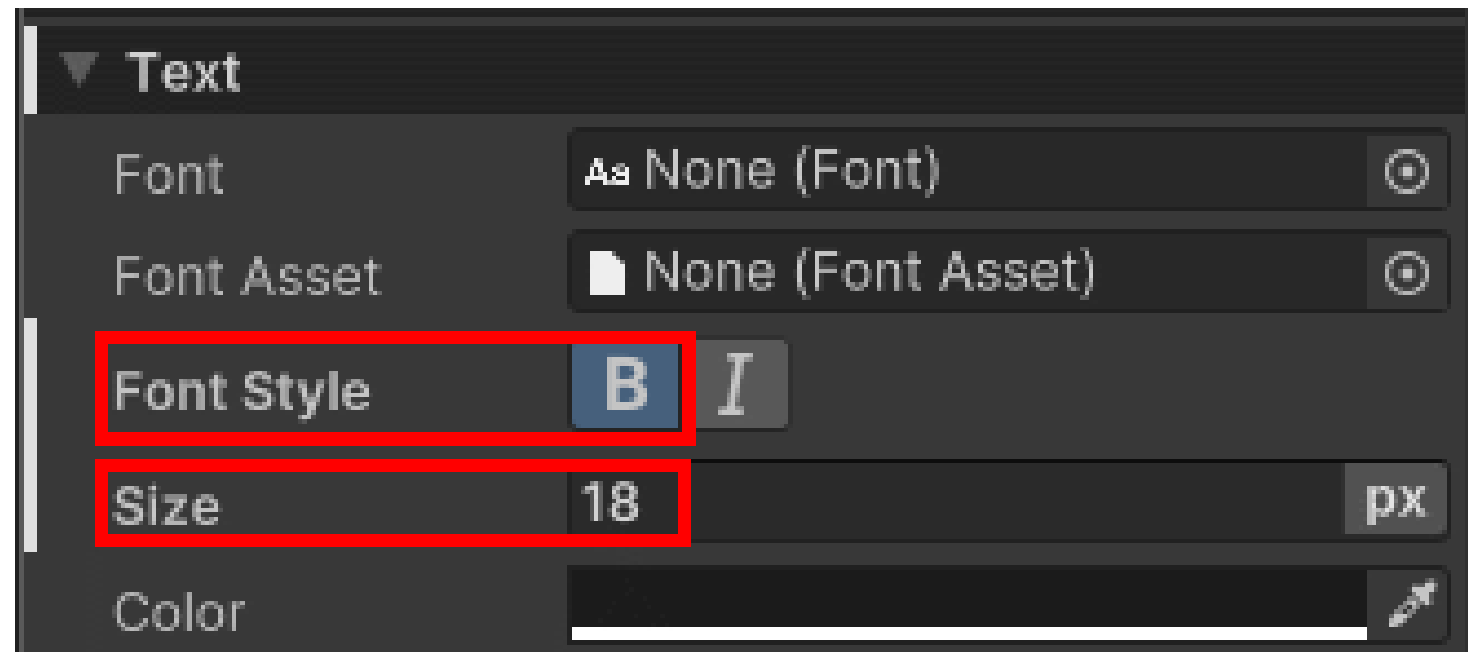 Text
Font Aa None (Font)
Font Asset None (Font Asset)
Font Style B I
Size 18 px
Color